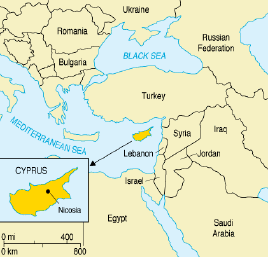 Ukraine
Romania
Russian
Federation
BLACK SEA
Bulgaria
Turkey
MEDITERRANEAN SEA
Syria
Iraq
Lebanon
CYPRUS
Jordan
Israel
Nicosia
Egypt
Saudi
Arabia
0 mi 400
0 km 800